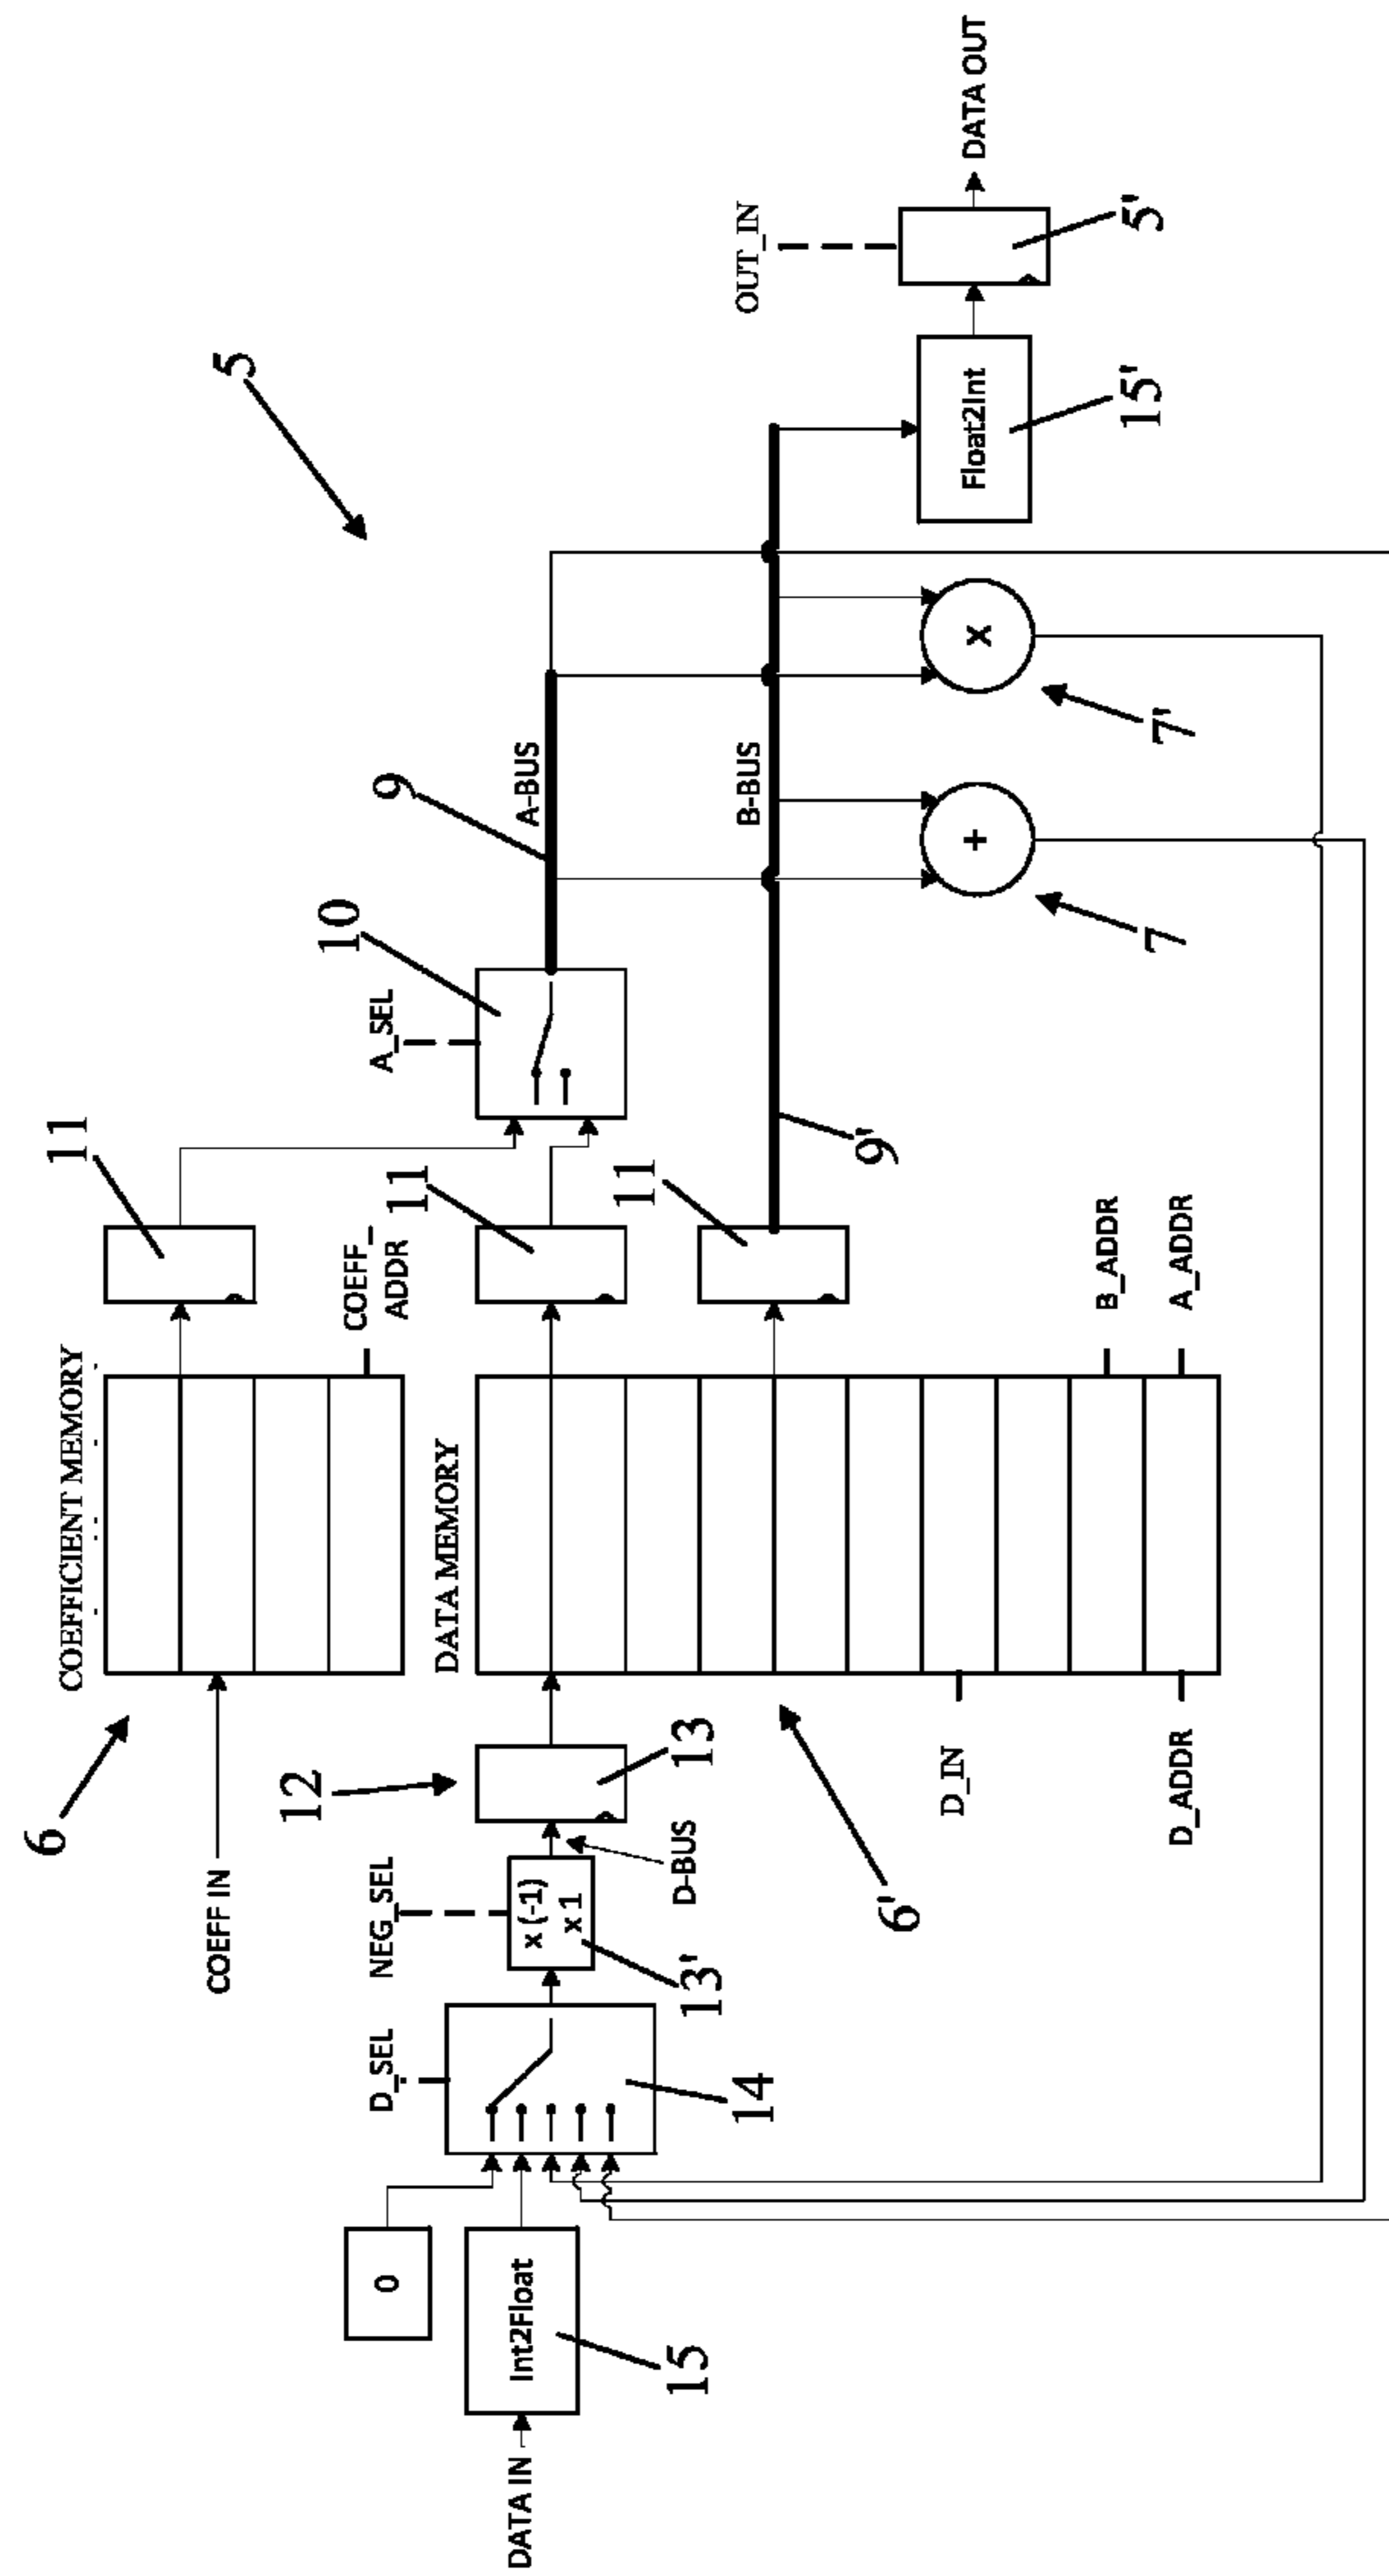 COEFFICIENT MEMORY
6
COEFF IN
COEFF_
ADDR
11
5
DATA MEMORY
0
DATA IN
Int2Float
15
D_SEL
14
NEG_SEL
x (-1)
x 1
13'
D-BUS
12
13
6'
D_IN
D_ADDR
B_ADDR
A_ADDR
11
11
A_SEL
10
9
A-BUS
9'
B-BUS
+
7
x
7'
Float2Int
15'
OUT_IN
5'
DATA OUT